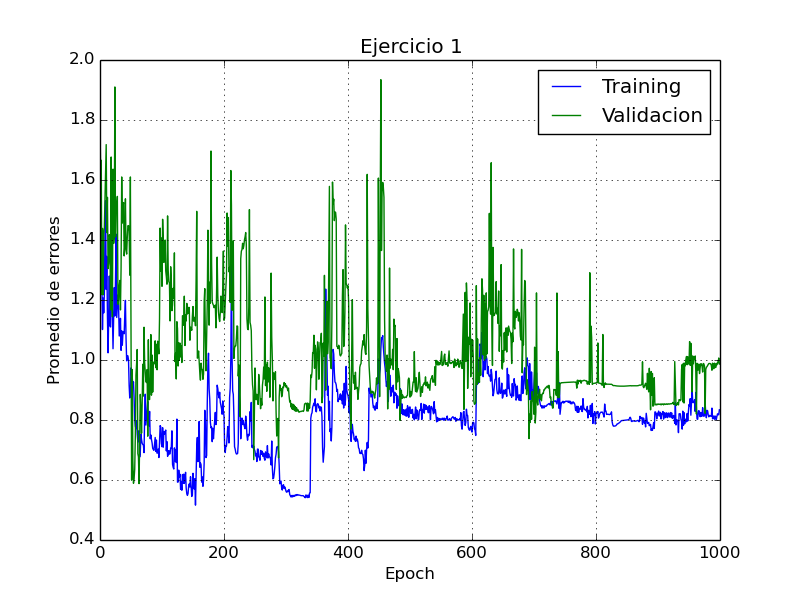 Ejercicio 1
Training
Validacion
Promedio de errores
2.0
1.8
1.6
1.4
1.2
1.0
0.8
0.6
0.4
0 200 400 600 800 1000
Epoch